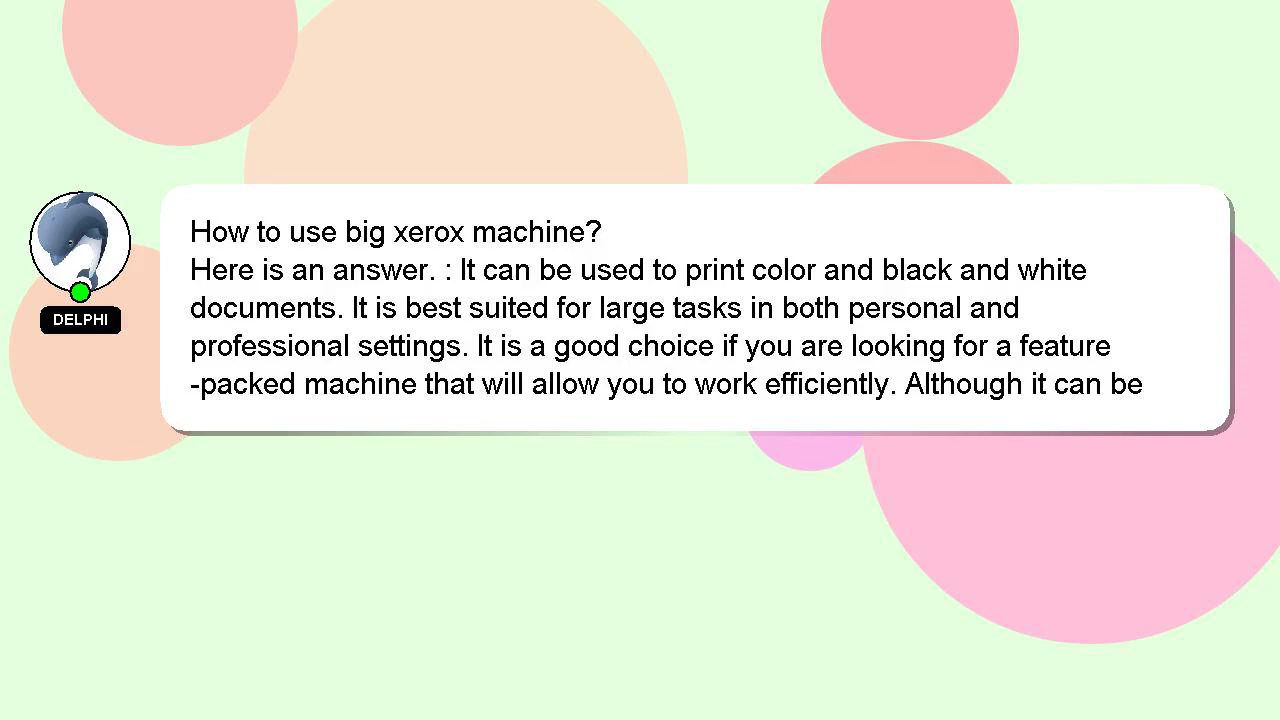 How to use big xerox machine?
Here is an answer. : It can be used to print color and black and white
documents. It is best suited for large tasks in both personal and
professional settings. It is a good choice if you are looking for a feature
-packed machine that will allow you to work efficiently. Although it can be
DELPHI